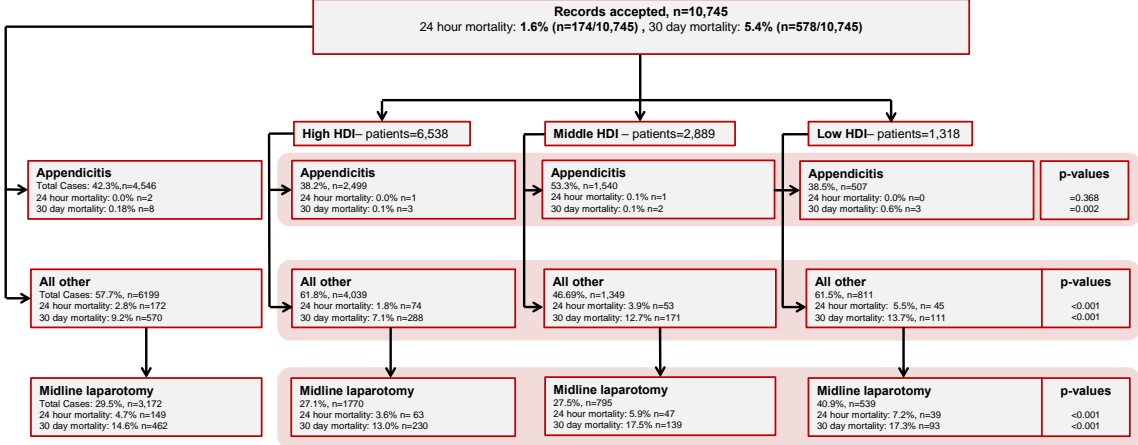 Records accepted, n=10,745
24 hour mortality: 1.6% (n=174/10,745) , 30 day mortality: 5.4% (n=578/10,745)
High HDI– patients=6,538
Middle HDI – patients=2,889
Low HDI– patients=1,318
Appendicitis
Total Cases: 42.3%,n=4,546
24 hour mortality: 0.0% n=2
30 day mortality: 0.18% n=8
Appendicitis
38.2%, n=2,499
24 hour mortality: 0.0% n=1
30 day mortality: 0.1% n=3
Appendicitis
53.3%, n=1,540
24 hour mortality: 0.1% n=1
30 day mortality: 0.1% n=2
Appendicitis
38.5%, n=507
24 hour mortality: 0.0% n=0
30 day mortality: 0.6% n=3
p-values
=0.368
=0.002
All other
Total Cases: 57.7%, n=6199
24 hour mortality: 2.8% n=172
30 day mortality: 9.2% n=570
All other
61.8%, n=4,039
24 hour mortality: 1.8% n=74
30 day mortality: 7.1% n=288
All other
46.69%, n=1,349
24 hour mortality: 3.9% n=53
30 day mortality: 12.7% n=171
All other
61.5%, n=811
24 hour mortality: 5.5% n= 45
30 day mortality: 13.7% n=111
p-values
<0.001
<0.001
Midline laparotomy
Total Cases: 29.5%, n=3,172
24 hour mortality: 4.7% n=149
30 day mortality: 14.6% n=462
Midline laparotomy
27.1%, n=1770
24 hour mortality: 3.6% n= 63
30 day mortality: 13.0% n=230
Midline laparotomy
27.5%, n=795
24 hour mortality: 5.9% n=47
30 day mortality: 17.5% n=139
Midline laparotomy
40.9%, n=539
24 hour mortality: 7.2% n=39
30 day mortality: 17.3% n=93
p-values
<0.001
<0.001